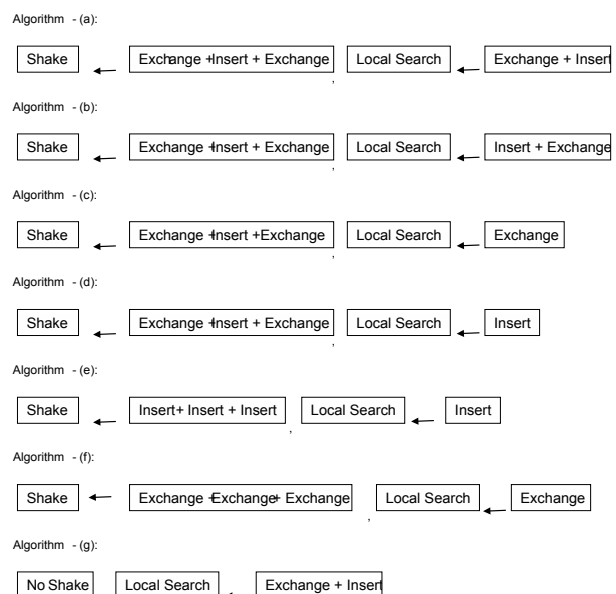 Algorithm - (a):
Shake Exchange +Insert + Exchange , Local Search Exchange + Insert
Algorithm - (b):
Shake Exchange +Insert + Exchange , Local Search Insert + Exchange
Algorithm - (c):
Shake Exchange +Insert +Exchange , Local Search Exchange
Algorithm - (d):
Shake Exchange +Insert + Exchange , Local Search Insert
Algorithm - (e):
Shake Insert+ Insert + Insert , Local Search Insert
Algorithm - (f):
Shake Exchange +Exchange+ Exchange , Local Search Exchange
Algorithm - (g):
No Shake Local Search Exchange + Insert